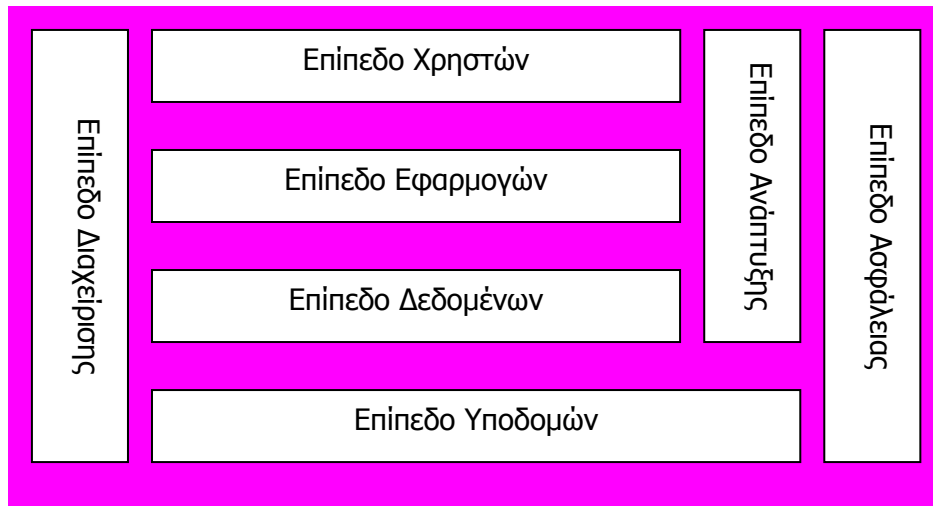 Επίπεδο Διαχείρισης
Επίπεδο Χρηστών
Επίπεδο Εφαρμογών
Επίπεδο Δεδομένων
Επίπεδο Υποδομών
Επίπεδο Ανάπτυξης
Επίπεδο Ασφάλειας